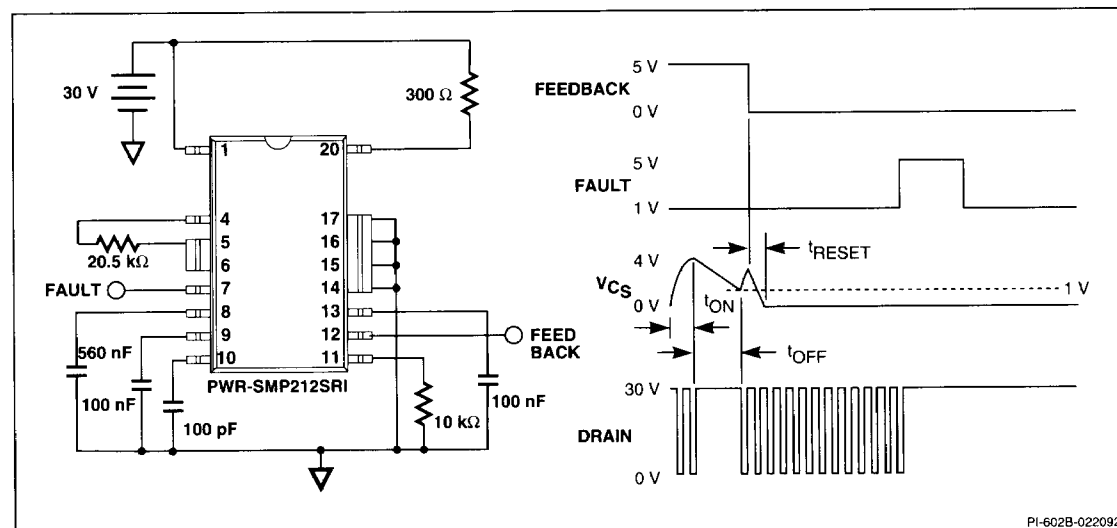 30 V
300 Ω
1
20
4
17
5
16
20.5 kΩ
6
15
FAULT
7
14
8
13
9
12
FEED
BACK
10
11
560 nF
PWR-SMP212SRI
100 nF
100 pF
10 kΩ
100 nF
5 V
FEEDBACK
0 V
5 V
FAULT
1 V
tRESET
4 V
VCS
1 V
0 V
tON
tOFF
30 V
DRAIN
0 V
PI-602B-022092